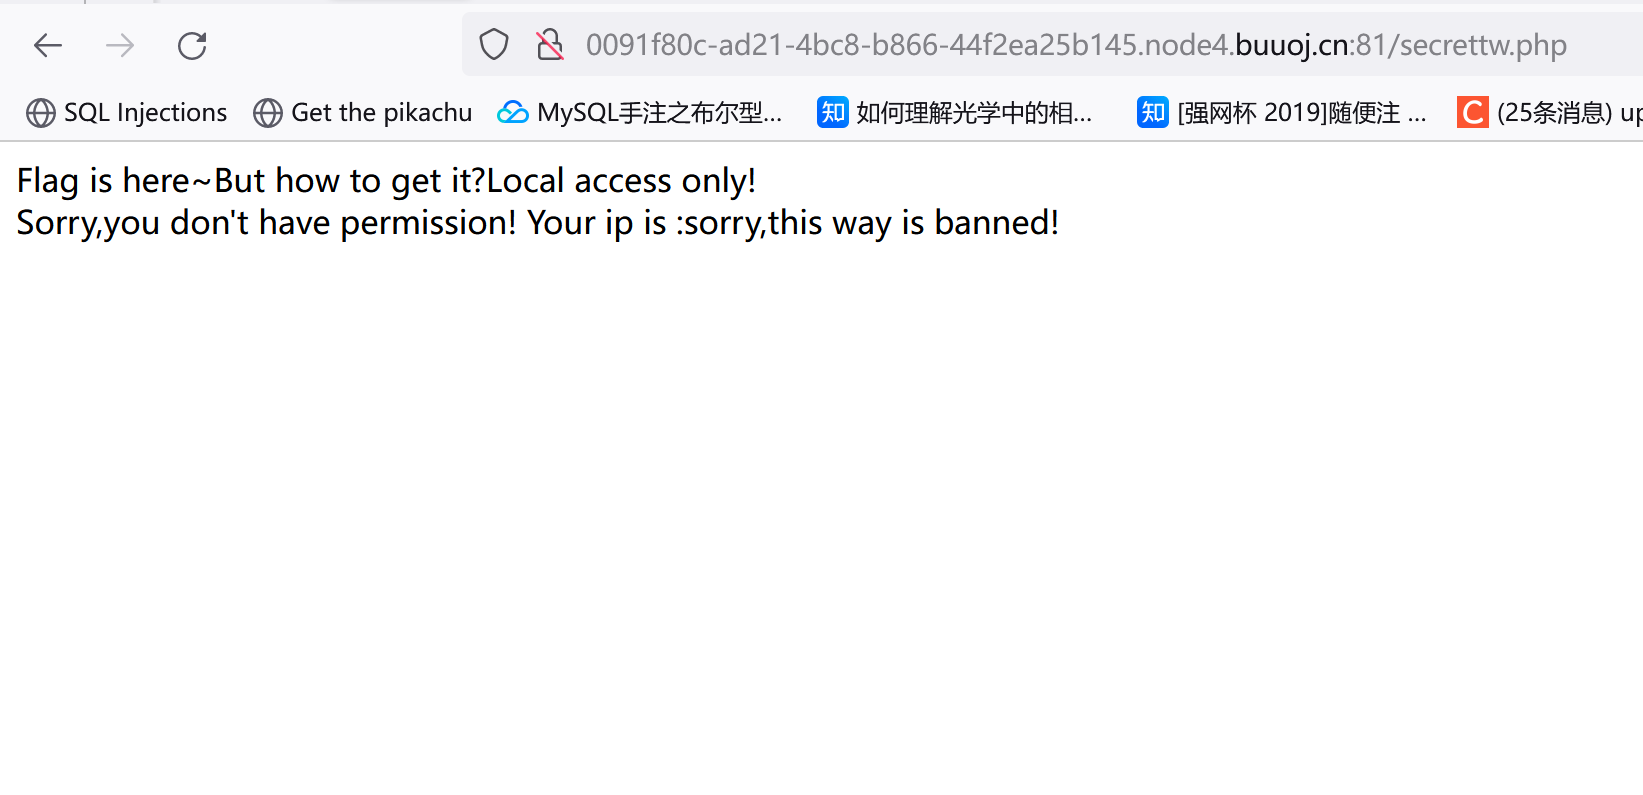 0091f80c-ad21-4bc8-b866-44f2ea25b145.node4.buuoj.cn:81/secrettw.php
SQL Injections Get the pikachu MySQL手注之布尔型... 知 如何理解光学中的相... 知 [强网杯 2019]随便注 ... C (25条消息) up
Flag is here~But how to get it?Local access only!
Sorry,you don't have permission! Your ip is :sorry,this way is banned!